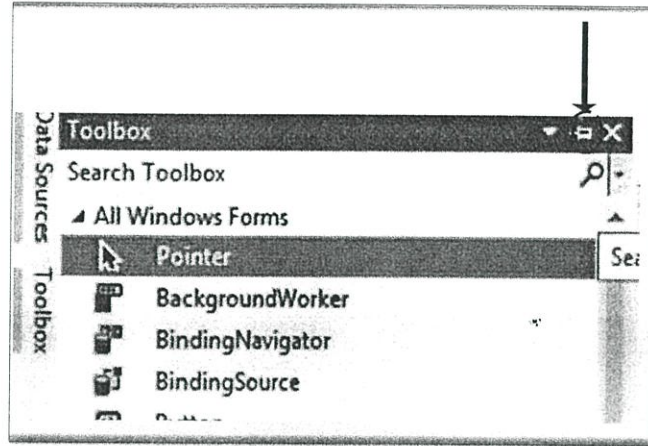 Data Sources
Toolbox
Toolbox
Search Toolbox
All Windows Forms
Pointer
Sea
BackgroundWorker
BindingNavigator
BindingSource